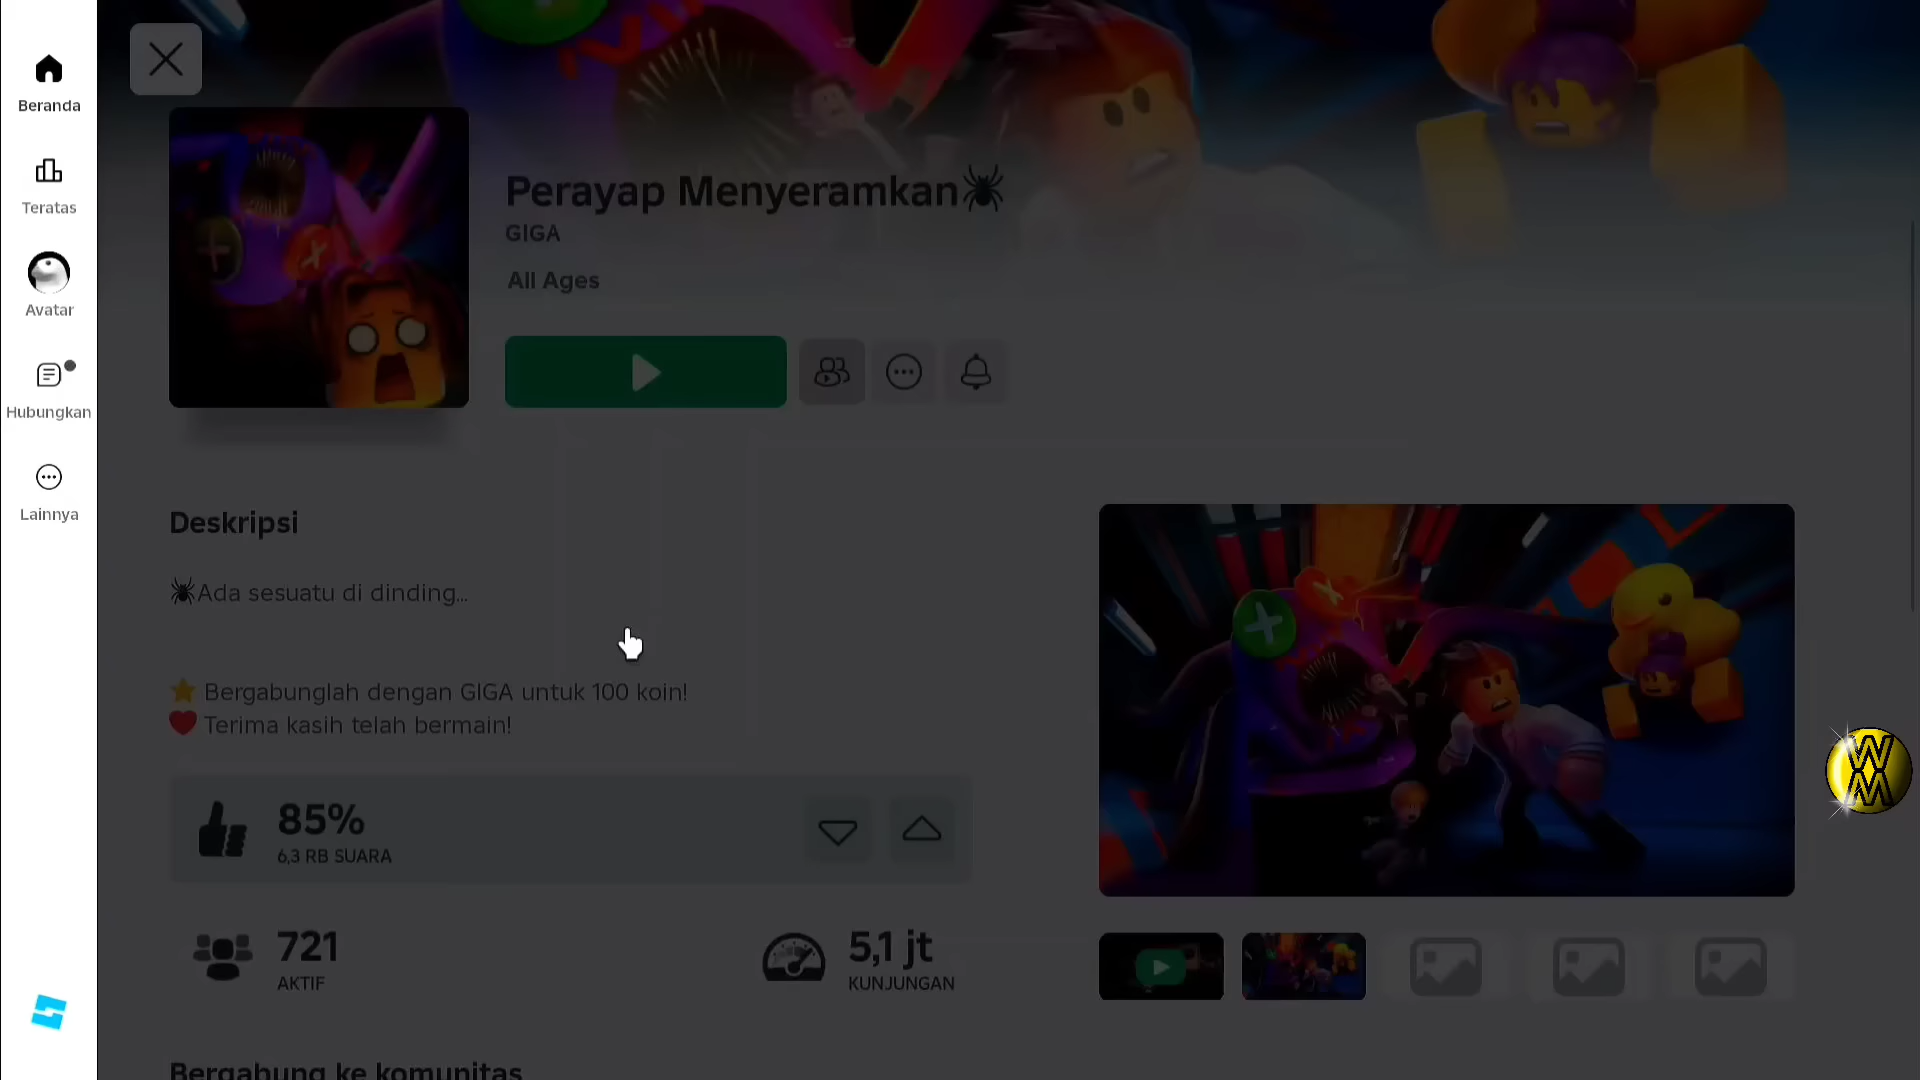 Beranda
Teratas
Avatar
Hubungkan
Lainnya
Perayap Menyeramkan🕷
GIGA
All Ages
Deskripsi
🕷Ada sesuatu di dinding...
⭐ Bergabunglah dengan GIGA untuk 100 koin!
❤️ Terima kasih telah bermain!
85%
6,3 RB SUARA
721
AKTIF
5,1 jt
KUNJUNGAN
Bergabung ke komunitas
WM